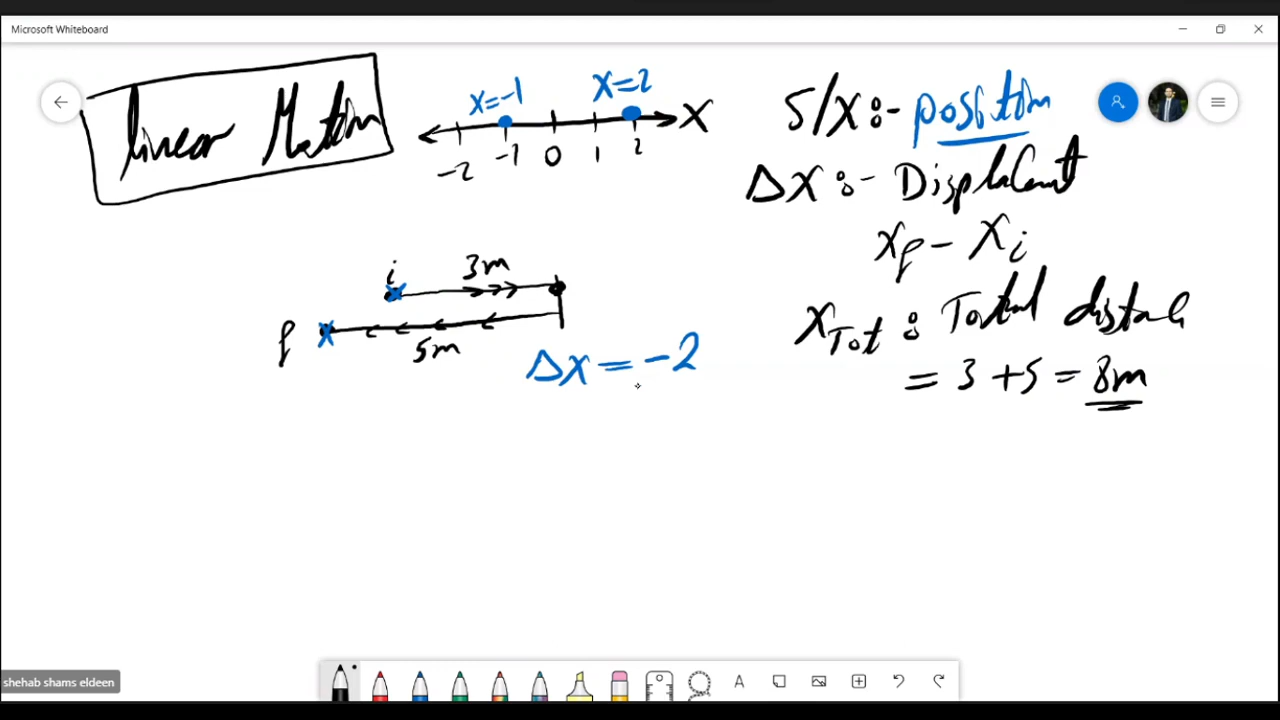 Microsoft Whiteboard
linear Motion
x=-1
x=2
X
-2 -1 0 1 2
S/X :- position
Δx :- Displacement
xf - xi
i
3m
f
5m
Δx = -2
xTot : Total distance
= 3 + 5 = 8m
shehab shams eldeen
A